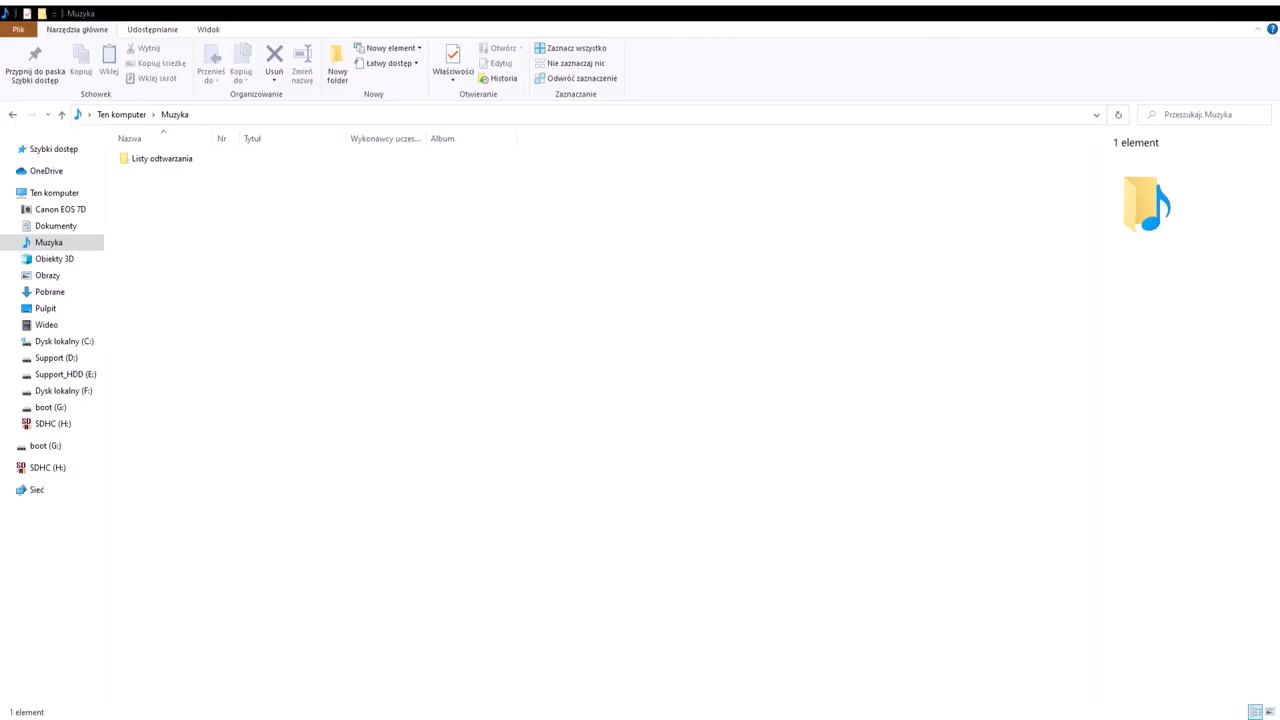 Muzyka
Plik Narzędzia główne Udostępnianie Widok
Przypnij do paska Szybki dostęp
Kopiuj
Wklej
Wytnij
Kopiuj ścieżkę
Wklej skrót
Schowek
Przenieś do
Kopiuj do
Usuń
Zmień nazwę
Organizowanie
Nowy folder
Nowy element
Łatwy dostęp
Nowy
Właściwości
Otwórz
Edytuj
Historia
Otwieranie
Zaznacz wszystko
Nie zaznaczaj nic
Odwróć zaznaczenie
Zaznaczanie
Ten komputer > Muzyka
Przeszukaj: Muzyka
Nazwa Nr Tytuł Wykonawcy uczes... Album
Listy odtwarzania
Szybki dostęp
OneDrive
Ten komputer
Canon EOS 7D
Dokumenty
Muzyka
Obiekty 3D
Obrazy
Pobrane
Pulpit
Wideo
Dysk lokalny (C:)
Support (D:)
Support_HDD (E:)
Dysk lokalny (F:)
boot (G:)
SDHC (H:)
boot (G:)
SDHC (H:)
Sieć
1 element
1 element